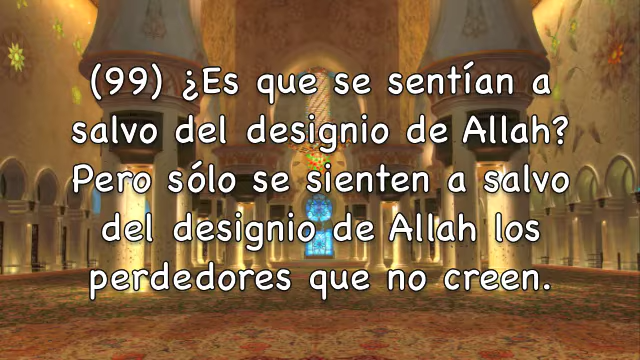 (99) ¿Es que se sentían a
salvo del designio de Allah?
Pero sólo se sienten a salvo
del designio de Allah los
perdedores que no creen.